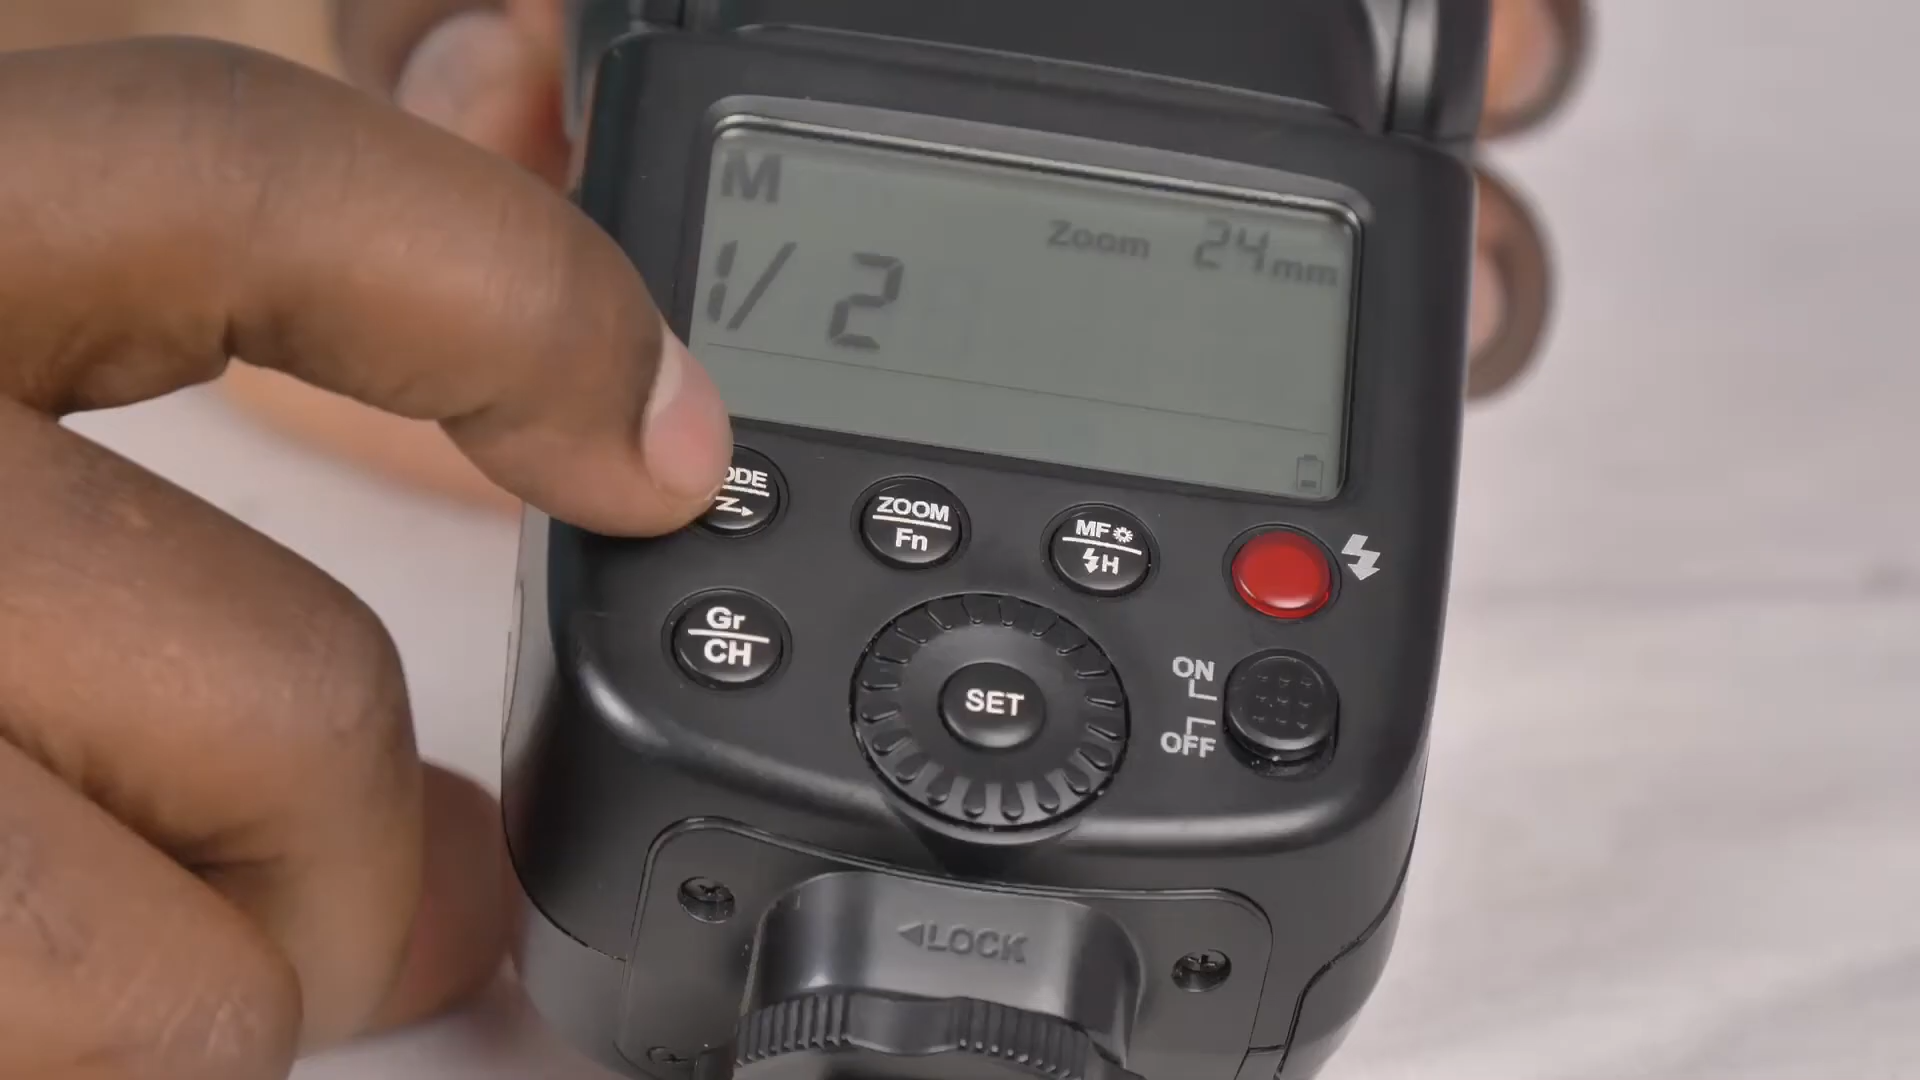 M
Zoom 24mm
1/ 2
ODE
ZOOM
Fn
MF
H
Gr
CH
SET
ON
OFF
◄LOCK